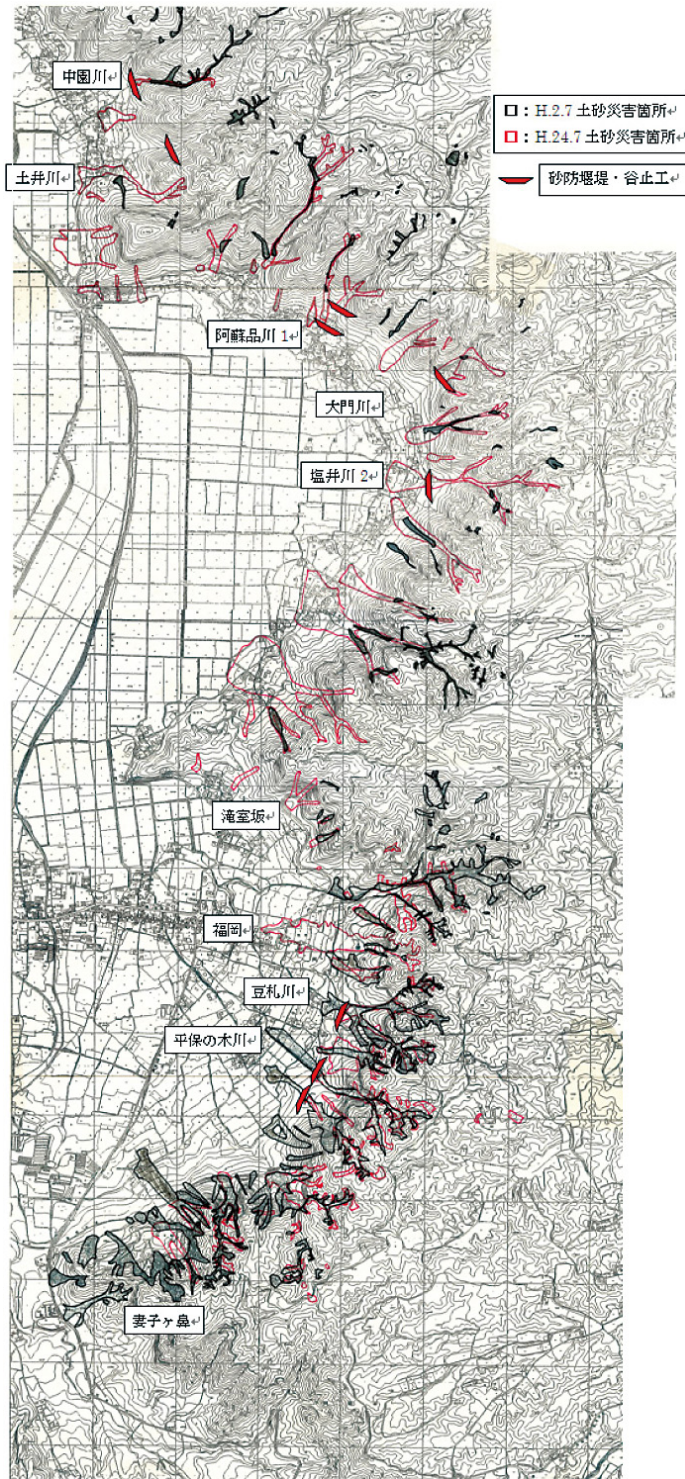 中園川↵
□：H.2.7 土砂災害箇所↵
□：H.24.7 土砂災害箇所↵
砂防堰堤・谷止工↵
土井川↵
阿蘇品川 1↵
大門川↵
塩井川 2↵
滝室坂↵
福岡↵
豆札川↵
平保の木川↵
妻子ヶ鼻↵